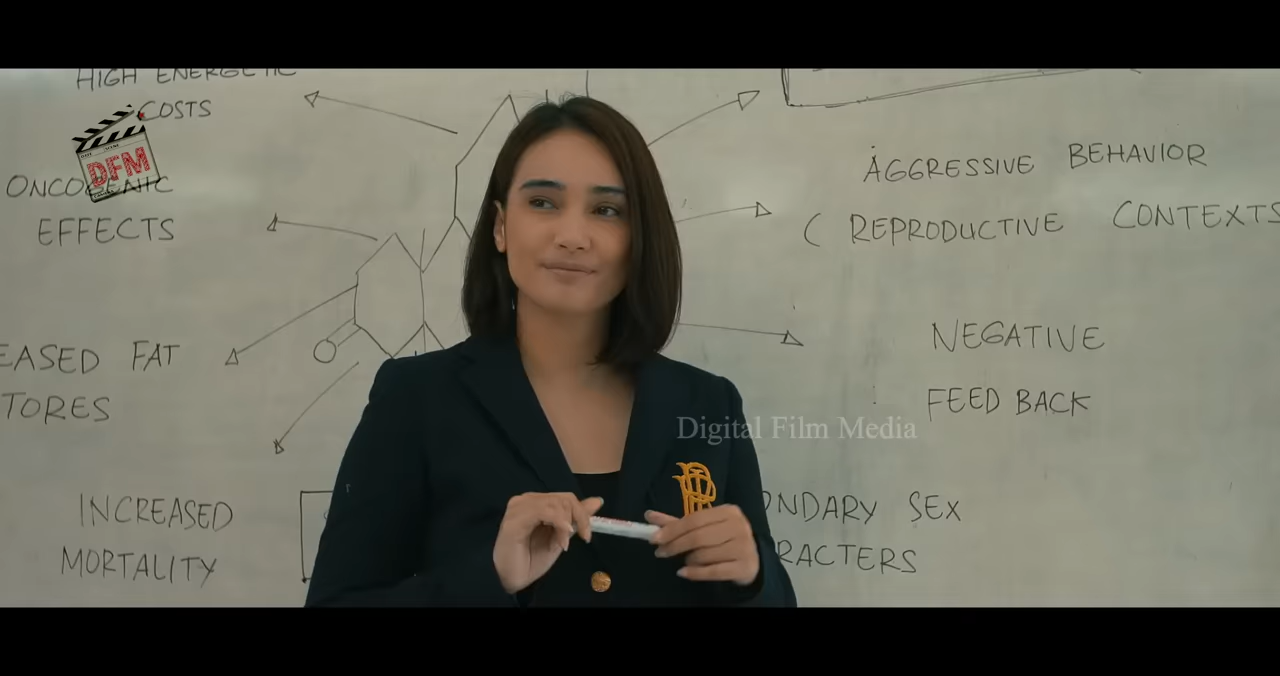 HIGH ENERGETIC
COSTS
DFM
ONCOGENIC
EFFECTS
EASED FAT
TORES
INCREASED
MORTALITY
AGGRESSIVE BEHAVIOR
( REPRODUCTIVE CONTEXTS
NEGATIVE
FEED BACK
Digital Film Media
ONDARY SEX
RACTERS